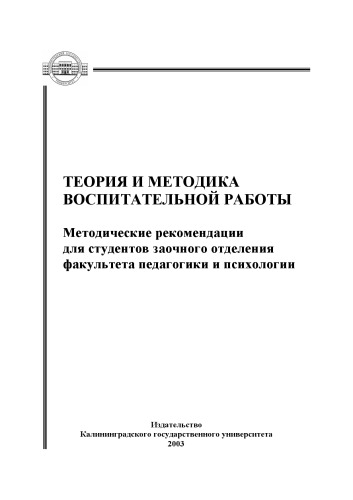 ТЕОРИЯ И МЕТОДИКА
ВОСПИТАТЕЛЬНОЙ РАБОТЫ
Методические рекомендации
для студентов заочного отделения
факультета педагогики и психологии
Издательство
Калининградского государственного университета
2003